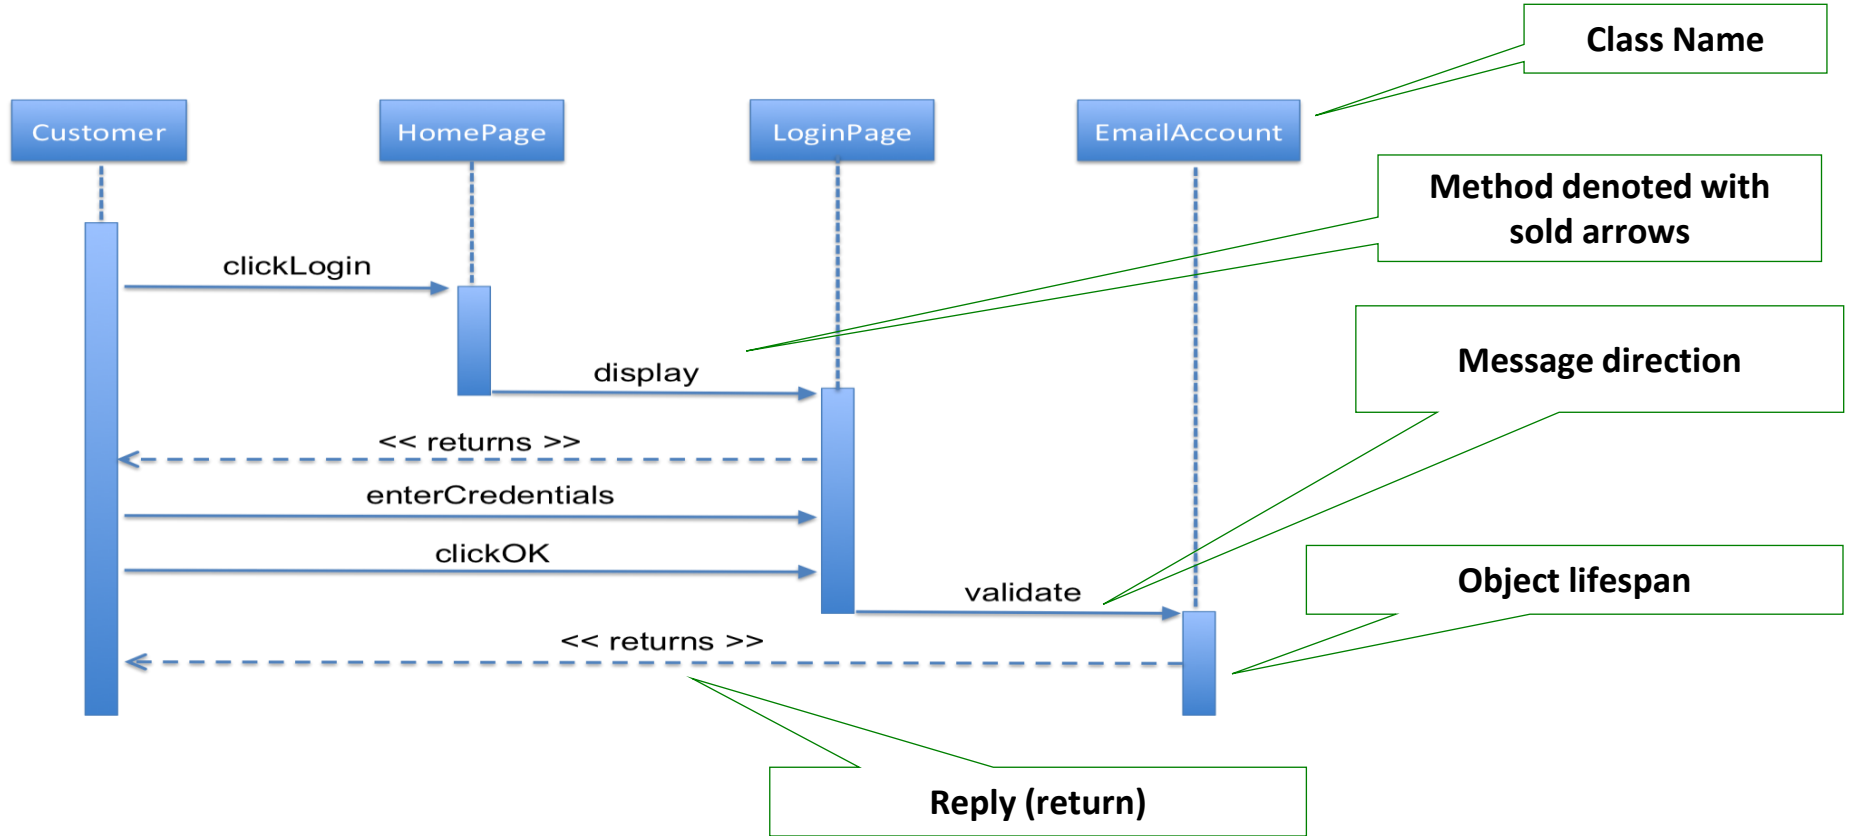 Class Name
Customer
HomePage
LoginPage
EmailAccount
Method denoted with
sold arrows
clickLogin
display
Message direction
<< returns >>
enterCredentials
clickOK
validate
Object lifespan
<< returns >>
Reply (return)